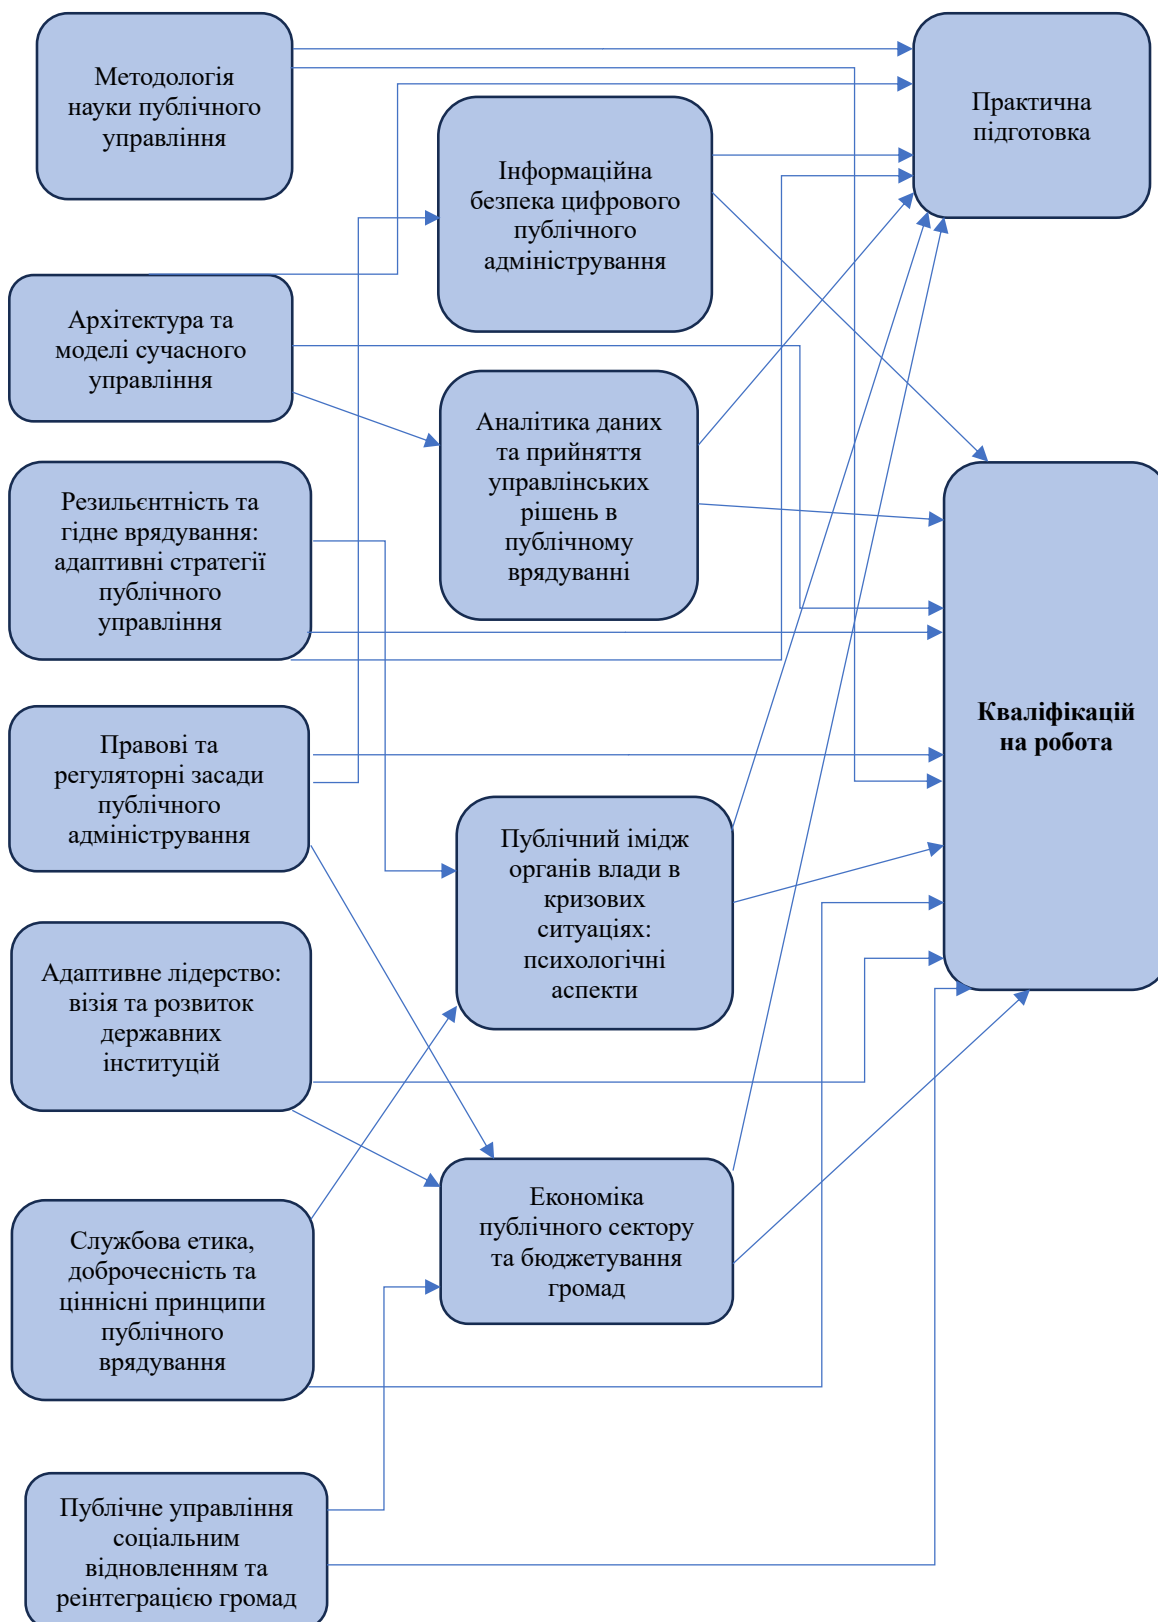 Методологія
науки публічного
управління
Практична
підготовка
Інформаційна
безпека цифрового
публічного
адміністрування
Архітектура та
моделі сучасного
управління
Аналітика даних
та прийняття
управлінських
рішень в
публічному
врядуванні
Резильєнтність та
гідне врядування:
адаптивні стратегії
публічного
управління
Кваліфікацій
на робота
Правові та
регуляторні засади
публічного
адміністрування
Публічний імідж
органів влади в
кризових
ситуаціях:
психологічні
аспекти
Адаптивне лідерство:
візія та розвиток
державних
інституцій
Економіка
публічного сектору
та бюджетування
громад
Службова етика,
доброчесність та
ціннісні принципи
публічного
врядування
Публічне управління
соціальним
відновленням та
реінтеграцією громад